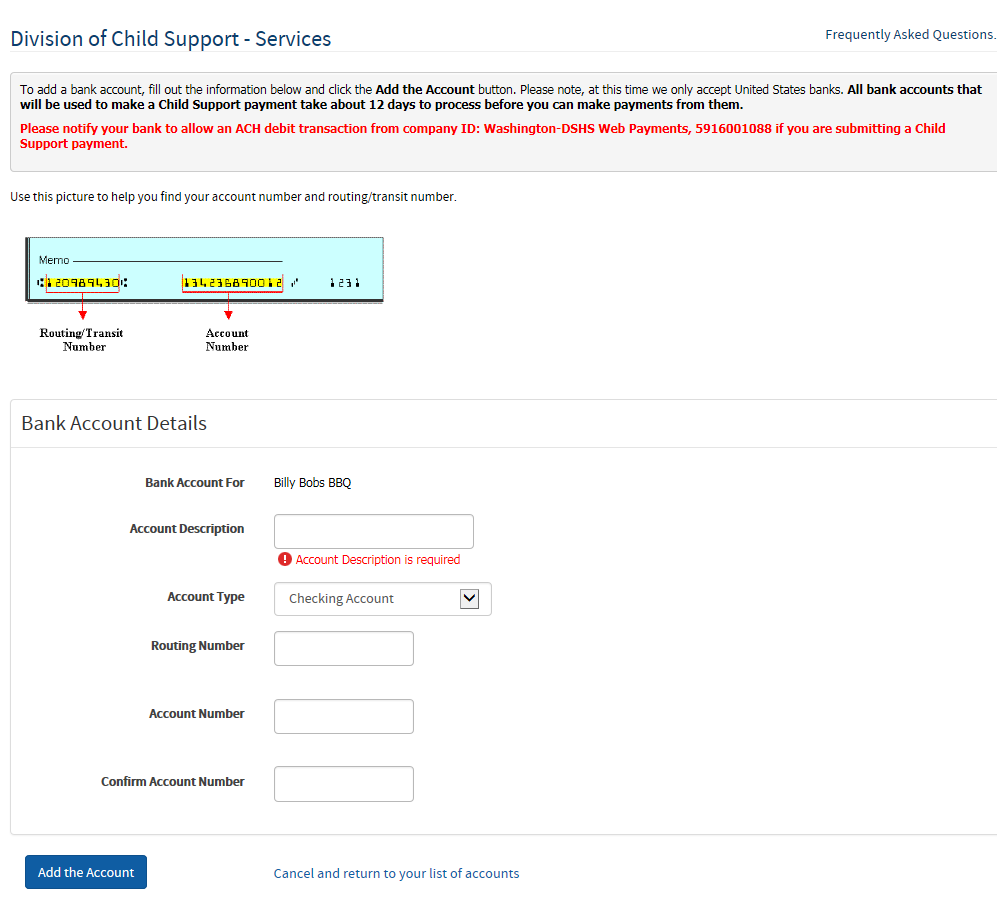 Division of Child Support - Services
Frequently Asked Questions.
To add a bank account, fill out the information below and click the Add the Account button. Please note, at this time we only accept United States banks. All bank accounts that
will be used to make a Child Support payment take about 12 days to process before you can make payments from them.
Please notify your bank to allow an ACH debit transaction from company ID: Washington-DSHS Web Payments, 5916001088 if you are submitting a Child
Support payment.
Use this picture to help you find your account number and routing/transit number.
Memo
⑆120989430⑆ 134236890012⑈ 1231
Routing/Transit
Number
Account
Number
Bank Account Details
Bank Account For
Billy Bobs BBQ
Account Description
Account Description is required
Account Type
Checking Account
Routing Number
Account Number
Confirm Account Number
Add the Account
Cancel and return to your list of accounts